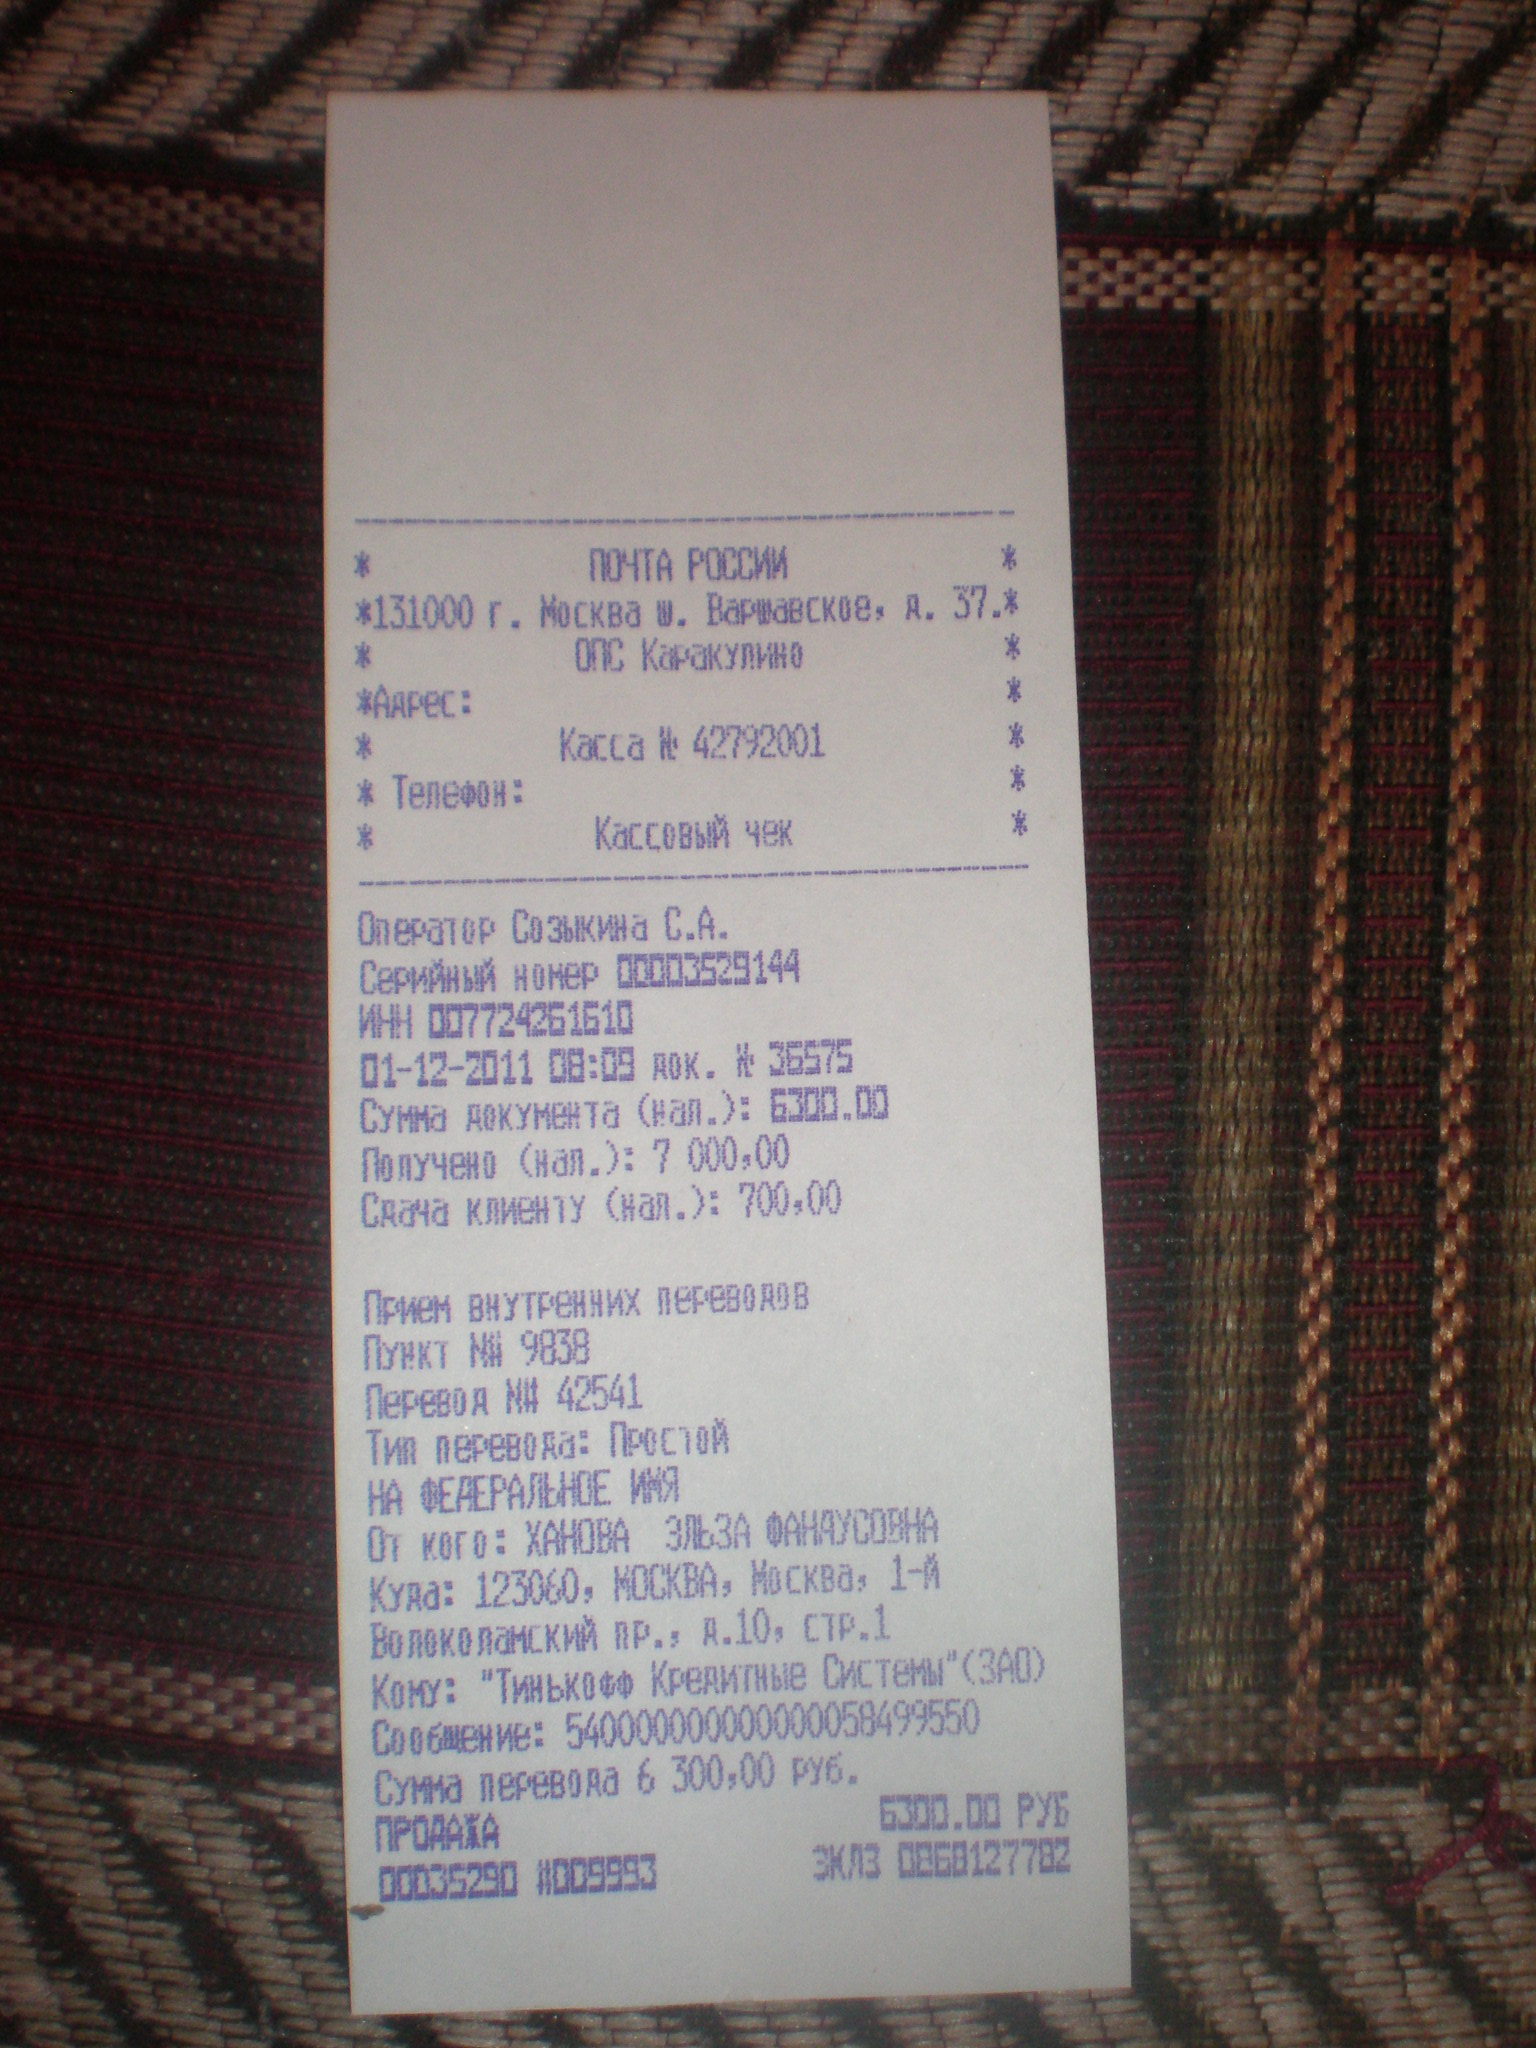 * ПОЧТА РОССИИ *
*131000 г. Москва ш. Варшавское, д. 37.*
* ОПС Каракулино *
*Адрес: *
* Касса № 42792001 *
* Телефон: *
* Кассовый чек *
Оператор Созыкина С.А.
Серийный номер 00003529144
ИНН 007724261610
01-12-2011 08:09 док. № 36575
Сумма документа (нал.): 6300.00
Получено (нал.): 7 000,00
Сдача клиенту (нал.): 700,00
Прием внутренних переводов
Пункт N# 9838
Перевод N# 42541
Тип перевода: Простой
НА ФЕДЕРАЛЬНОЕ ИМЯ
От кого: ХАНОВА ЭЛЬЗА ФАНАУСОВНА
Куда: 123060, МОСКВА, Москва, 1-й
Волоколамский пр., д.10, стр.1
Кому: "Тинькофф Кредитные Системы"(ЗАО)
Сообщение: 5400000000000000058499550
Сумма перевода 6 300,00 руб.
ПРОДАЖА 6300.00 РУБ
00035290 #009993 ЭКЛЗ 0868127782